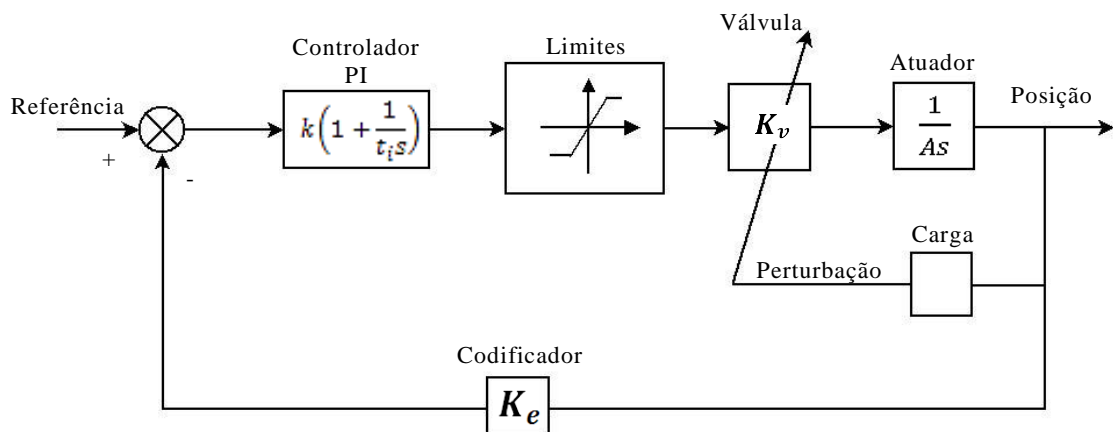 Válvula
Controlador
PI
Limites
Atuador
Referência
Posição
k(1 + 1/(t_i s))
K_v
1/(As)
+
-
Carga
Perturbação
Codificador
K_e